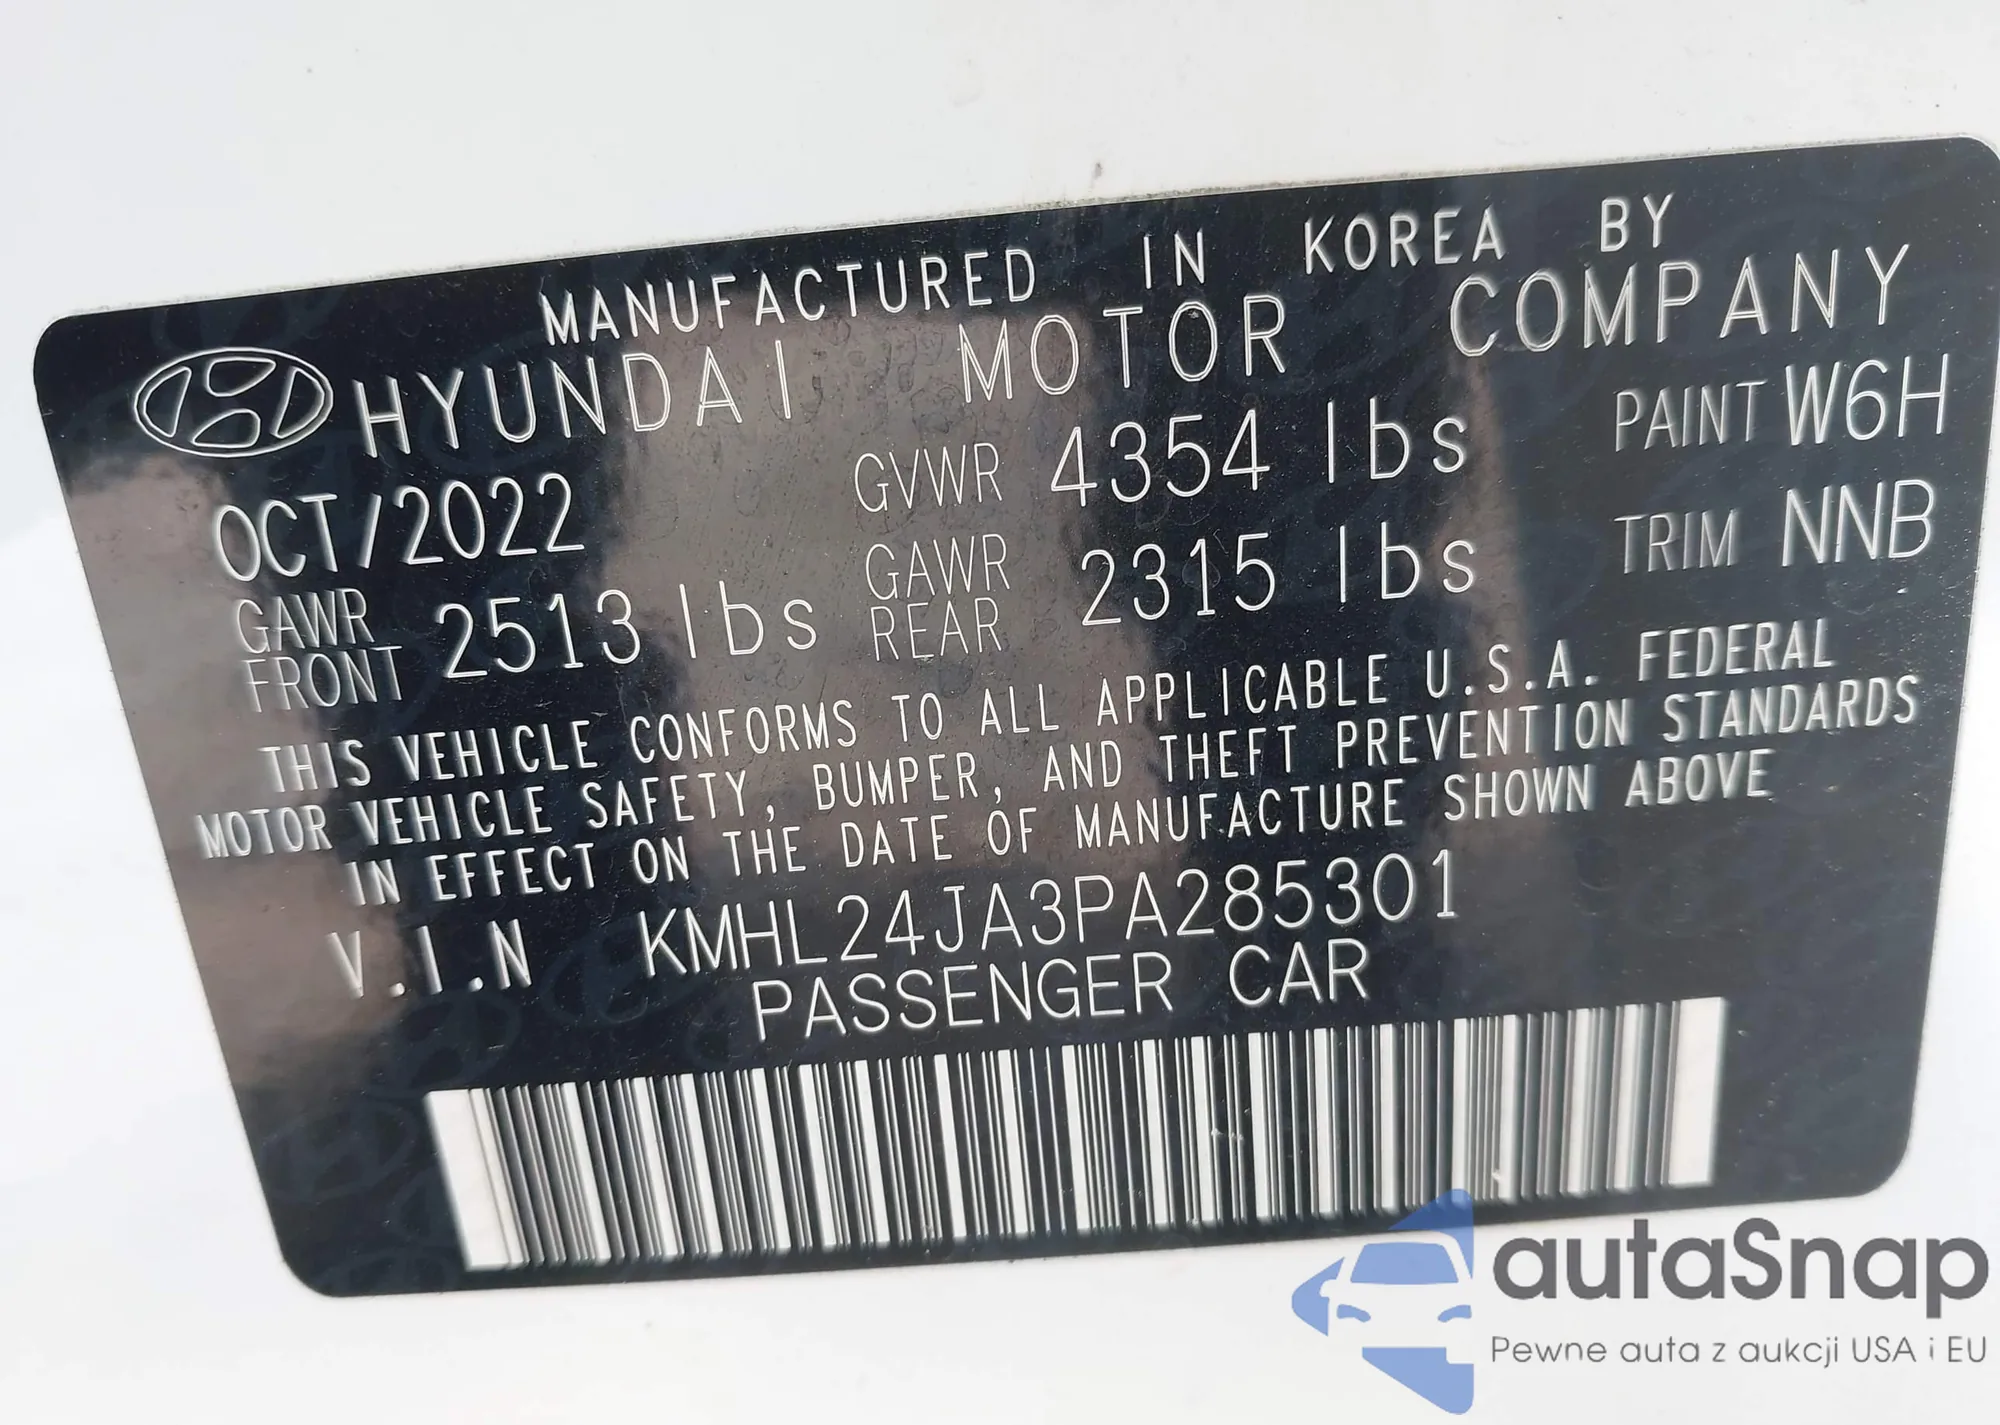 MANUFACTURED IN KOREA BY
HYUNDAI MOTOR COMPANY
OCT/2022 GVWR 4354 lbs PAINT W6H
GAWR FRONT 2513 lbs GAWR REAR 2315 lbs TRIM NNB
THIS VEHICLE CONFORMS TO ALL APPLICABLE U.S.A. FEDERAL
MOTOR VEHICLE SAFETY, BUMPER, AND THEFT PREVENTION STANDARDS
IN EFFECT ON THE DATE OF MANUFACTURE SHOWN ABOVE
V.I.N KMHL24JA3PA285301
PASSENGER CAR
autaSnap
Pewne auta z aukcji USA i EU